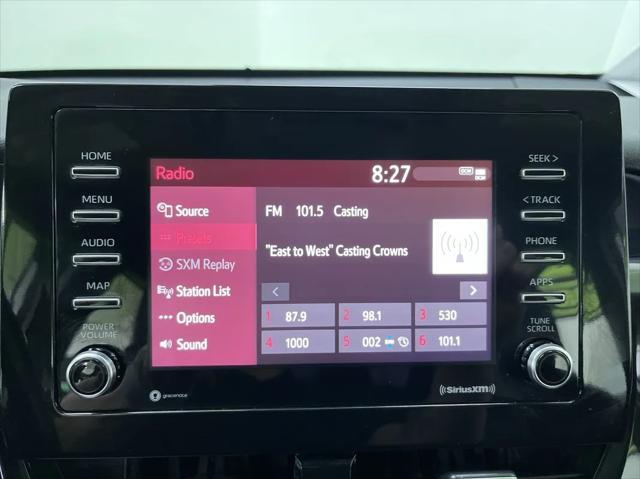 HOME
MENU
AUDIO
MAP
POWER
VOLUME
Radio
8:27
DCM
Source
Presets
SXM Replay
Station List
Options
Sound
FM 101.5 Casting
"East to West" Casting Crowns
< >
1 87.9 2 98.1 3 530
4 1000 5 002 6 101.1
SEEK >
< TRACK
PHONE
APPS
TUNE
SCROLL
gracenote
((SiriusXM))